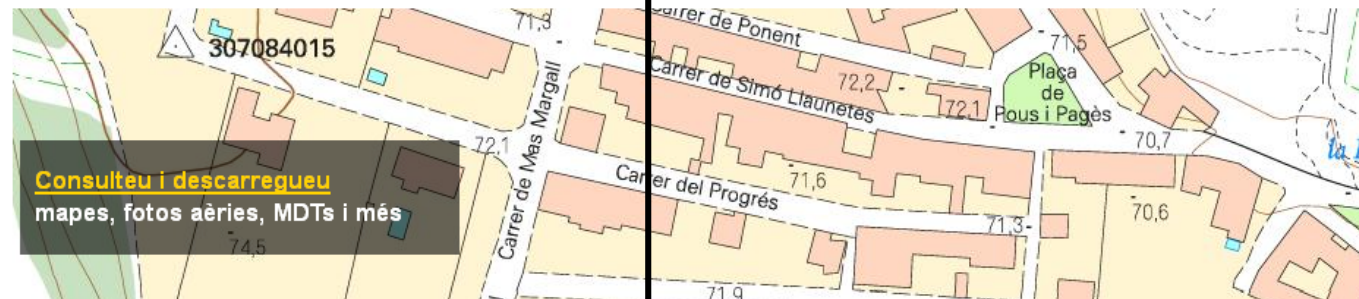 71,3
307084015
Carrer de Ponent
71,5
Plaça
de
Pous i Pagès
Carrer de Simó Llaunetes
72,2
72,1
70,7
72,1
Carrer de Mas Margall
Consulteu i descarregueu
mapes, fotos aèries, MDTs i més
Carrer del Progrés
71,6
70,6
74,5
71,3
71,9
la